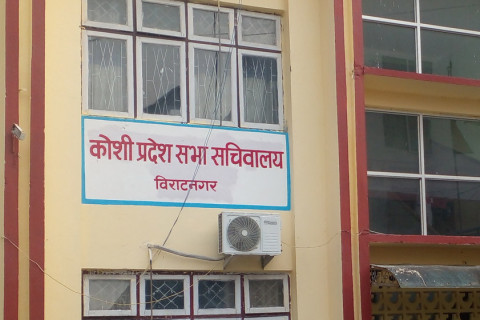 कोशी प्रदेश सभा सचिवालय
विराटनगर